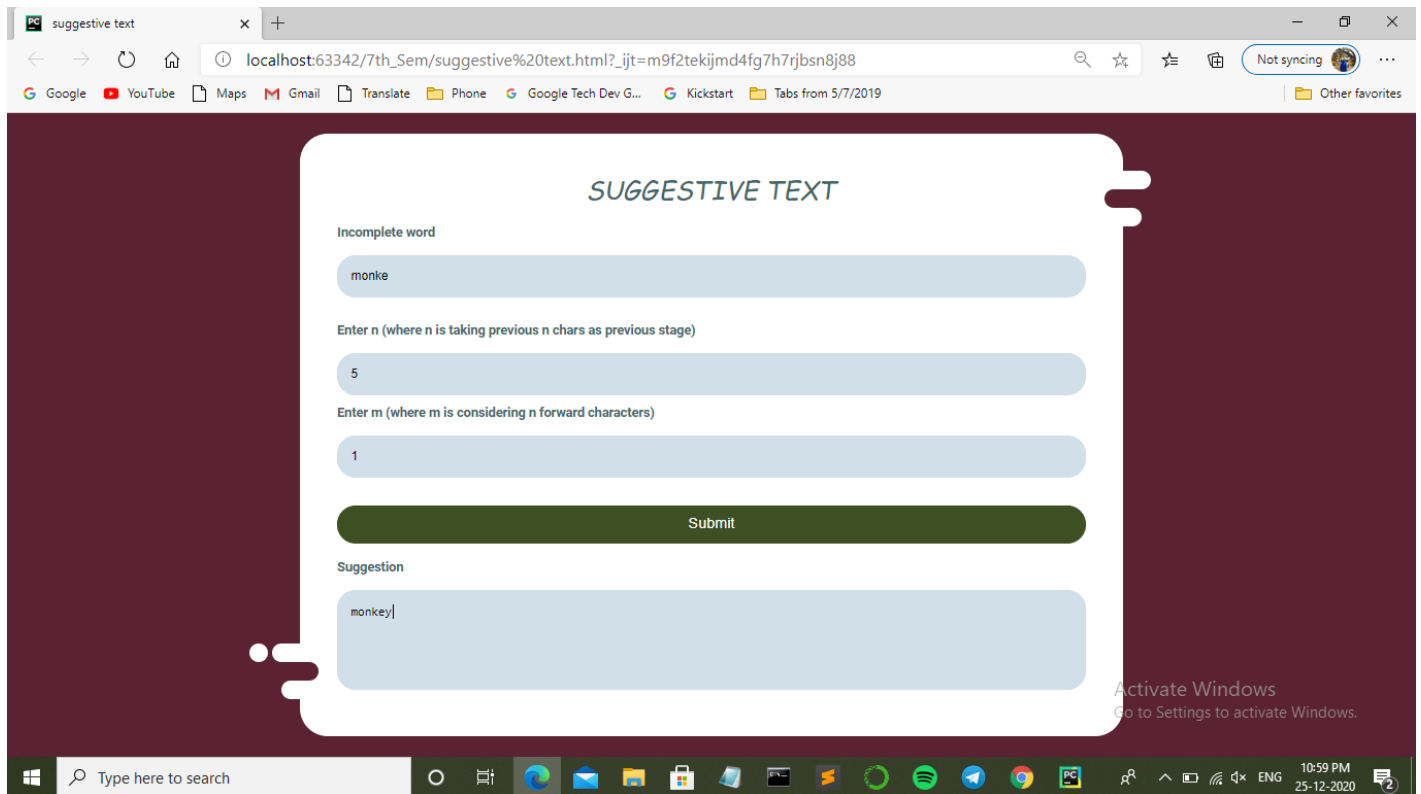 suggestive text
localhost:63342/7th_Sem/suggestive%20text.html?_ijt=m9f2tekijmd4fg7h7rjbsn8j88
Not syncing
Google YouTube Maps Gmail Translate Phone Google Tech Dev G... Kickstart Tabs from 5/7/2019 Other favorites
SUGGESTIVE TEXT
Incomplete word
monke
Enter n (where n is taking previous n chars as previous stage)
5
Enter m (where m is considering n forward characters)
1
Submit
Suggestion
monkey
Activate Windows
Go to Settings to activate Windows.
Type here to search
ENG
10:59 PM
25-12-2020
2